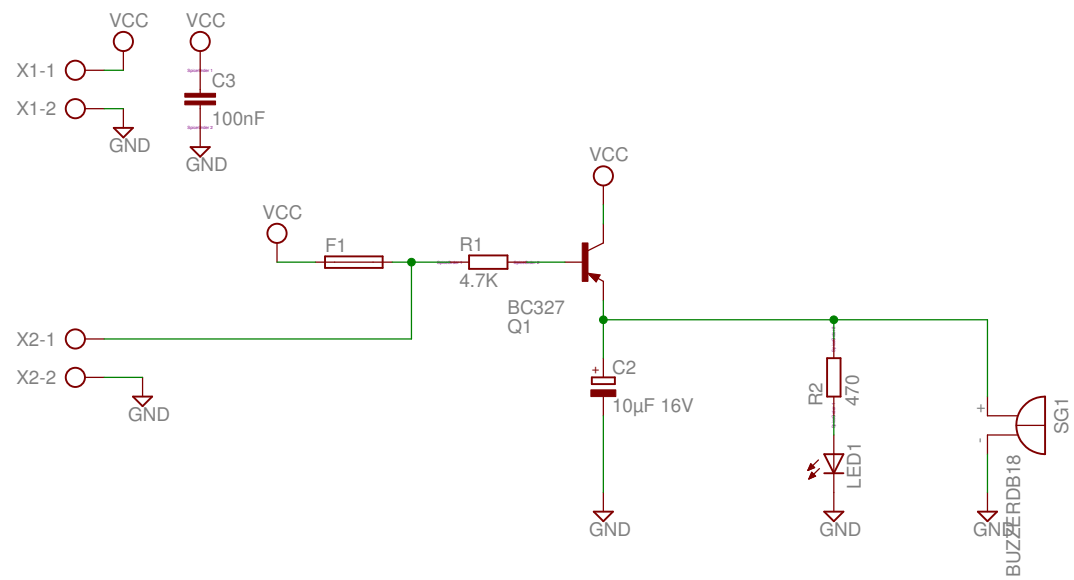 VCC
VCC
X1-1
C3
X1-2
100nF
GND
GND
VCC
VCC
F1
R1
4.7K
BC327
Q1
X2-1
X2-2
GND
+
C2
10µF 16V
R2
470
LED1
+
-
SG1
BUZZERDB18
GND
GND
GND